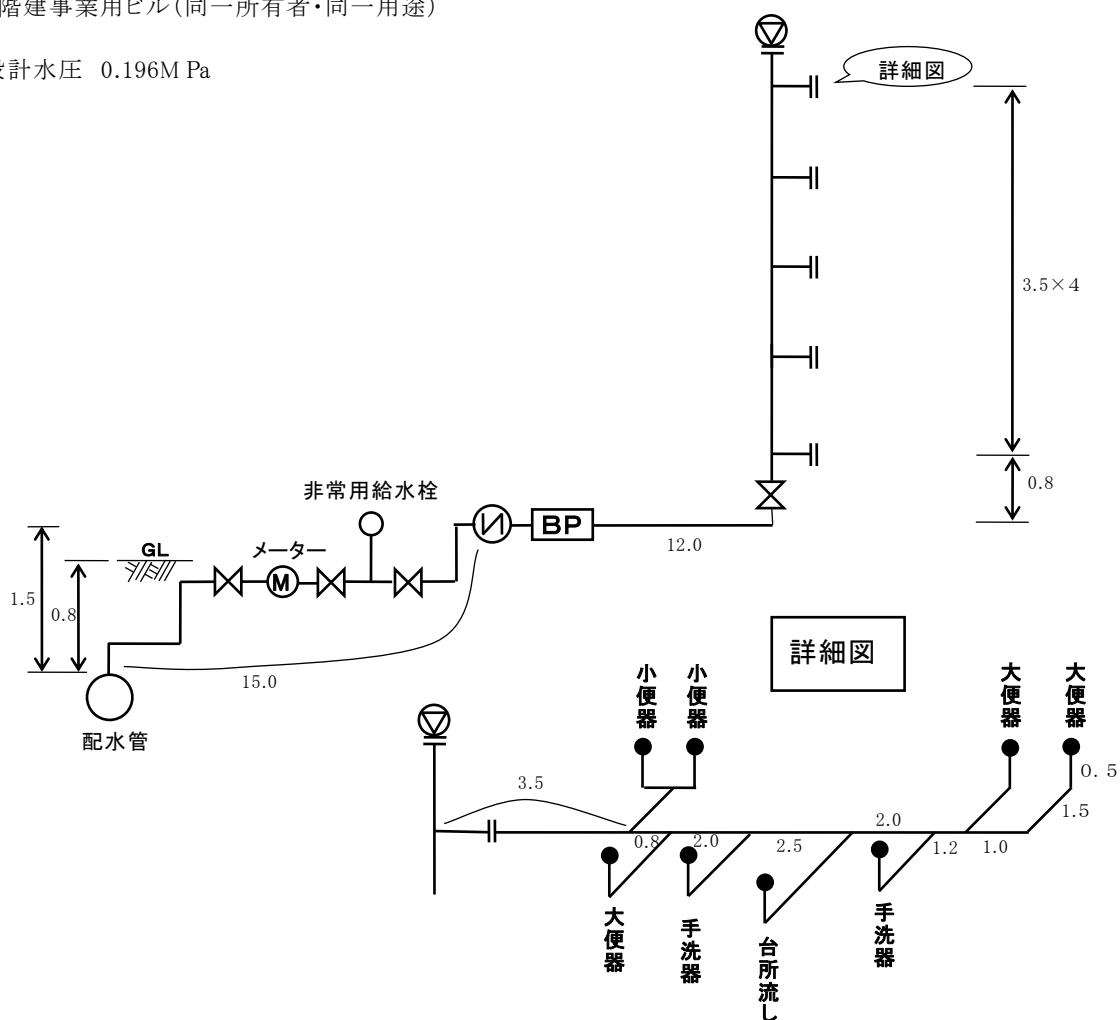 階建事業用ビル(同一所有者・同一用途)
設計水圧 0.196M Pa
詳細図
3.5×4
0.8
非常用給水栓
GL
メーター
M
BP
12.0
1.5
0.8
15.0
配水管
詳細図
小便器
小便器
大便器
大便器
0.5
3.5
1.5
2.0
0.8
2.0
2.5
1.2
1.0
大便器
手洗器
台所流し
手洗器